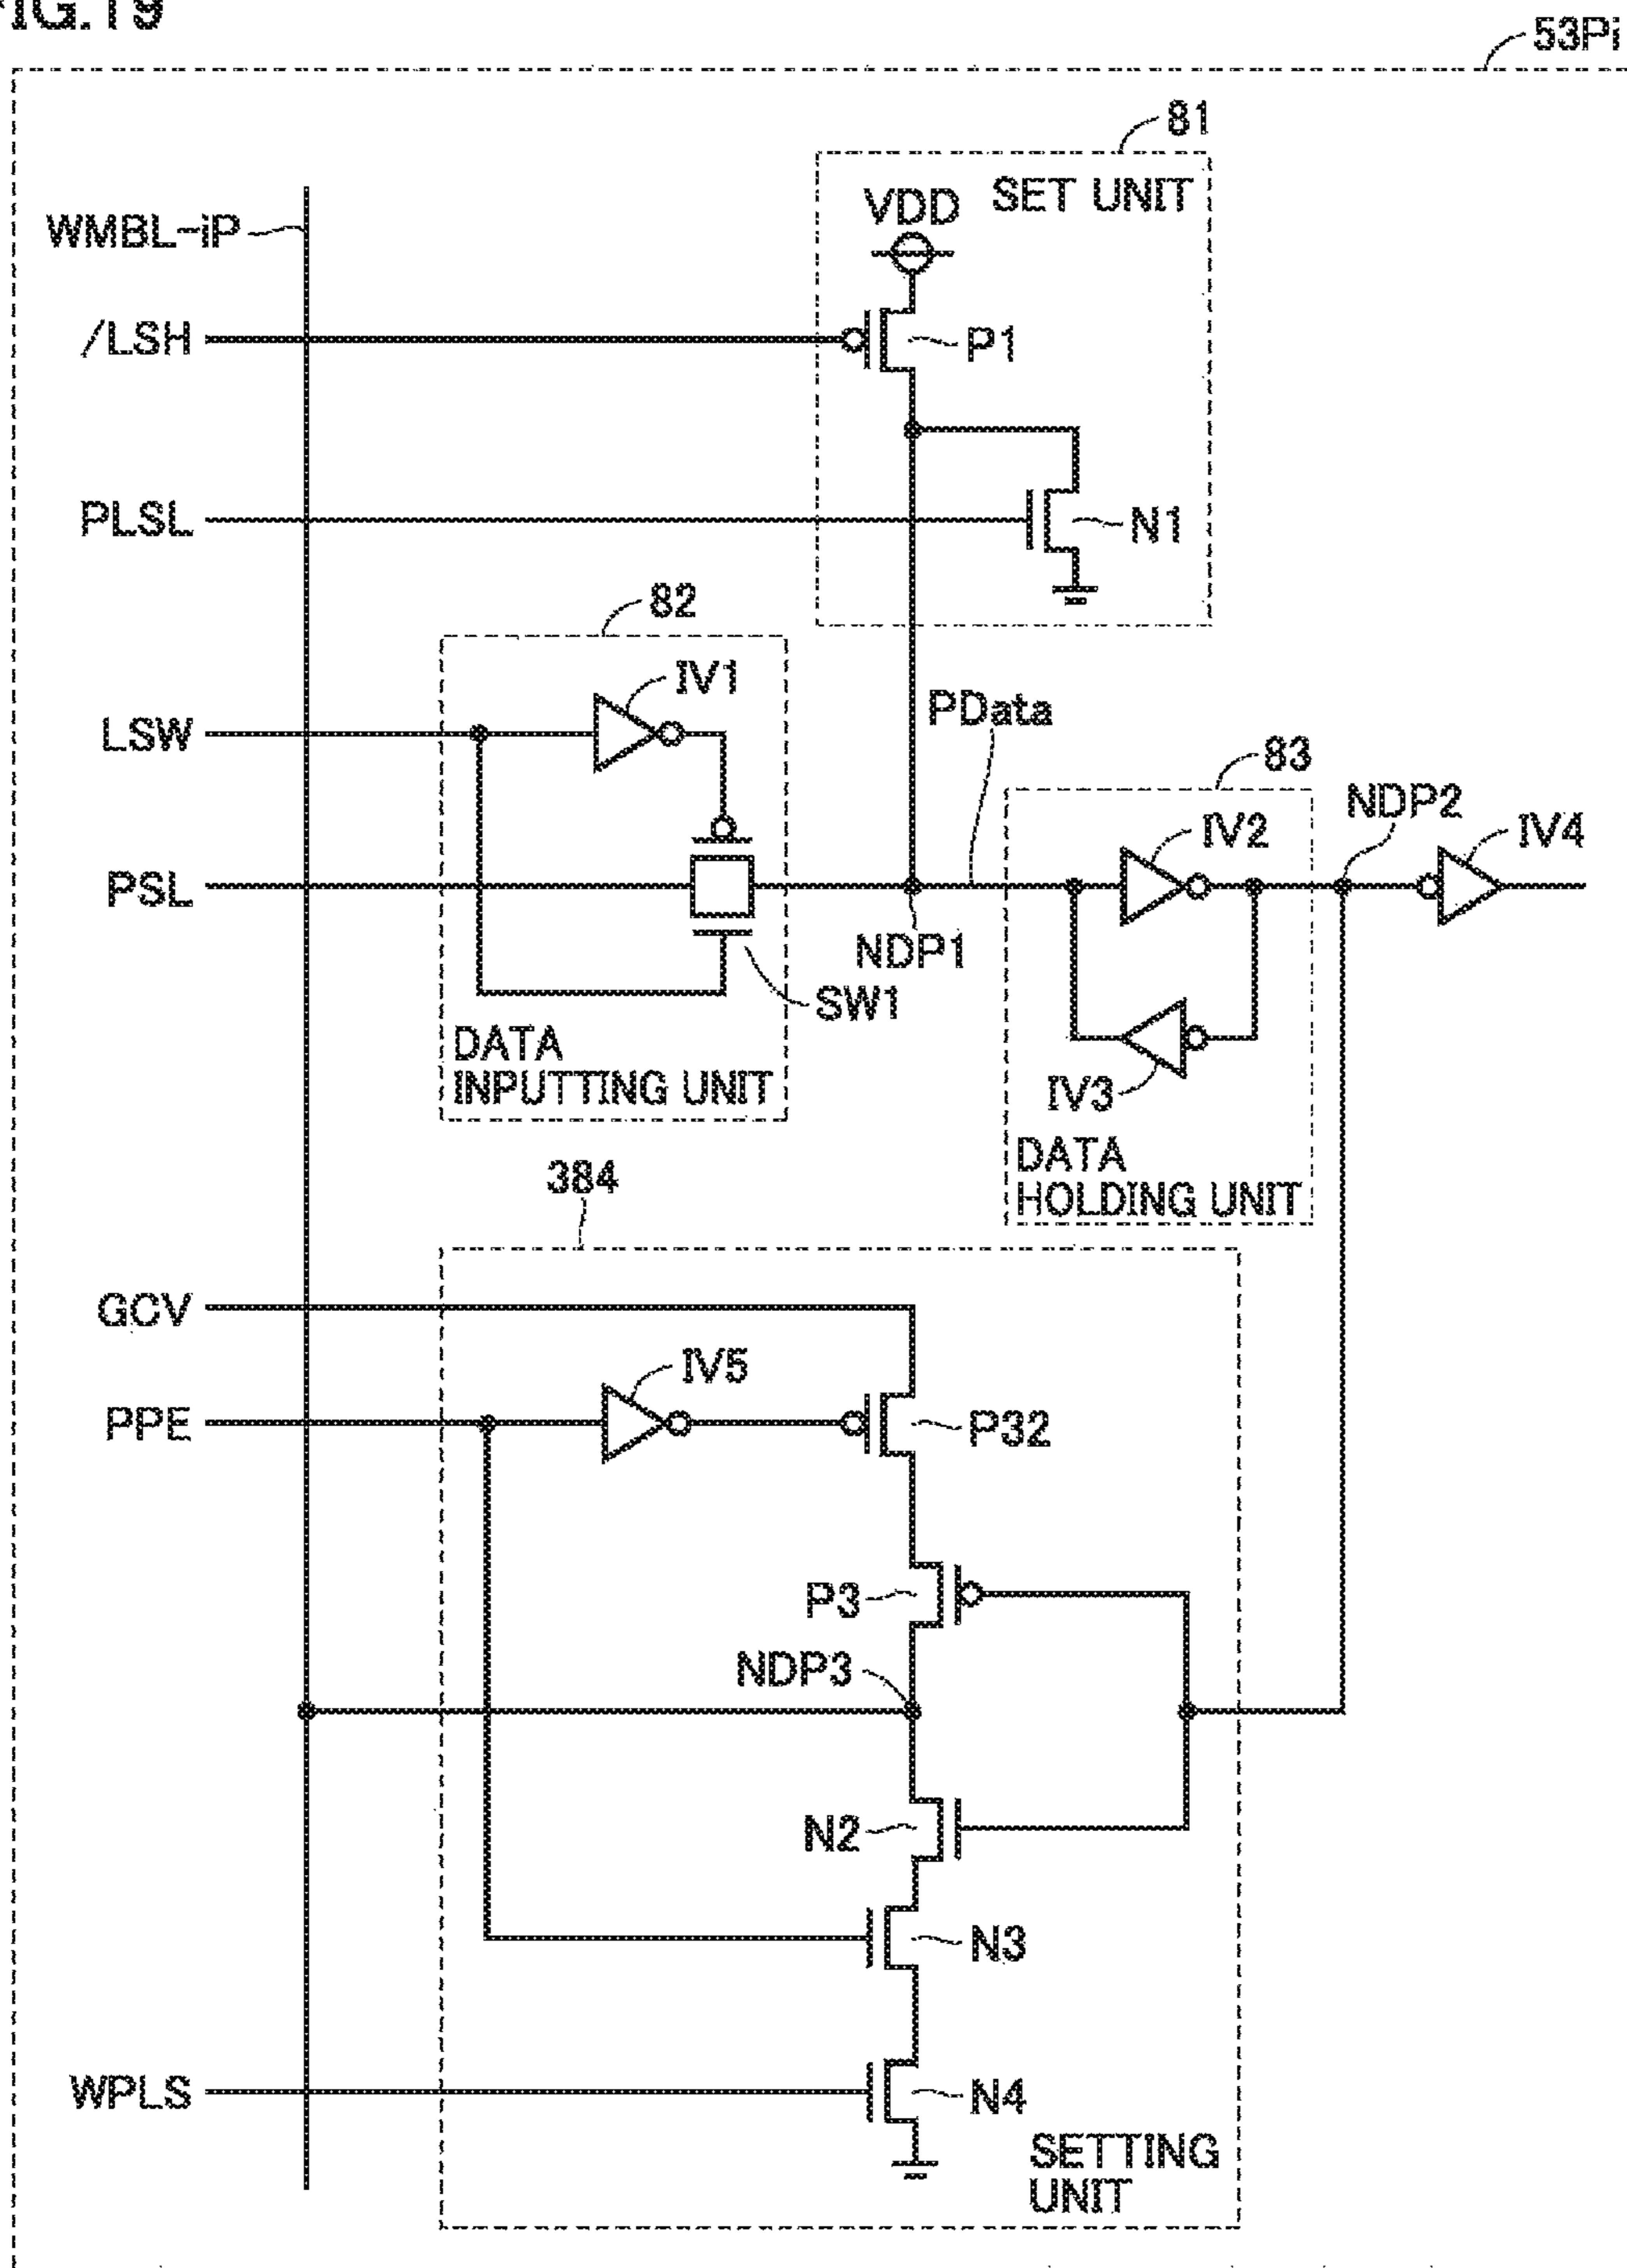 FIG.19
53Pi
81
SET UNIT
VDD
WMBL-iP
/LSH
P1
PLSL
N1
82
IV1
LSW
PData
83
NDP2
IV2
IV4
PSL
NDP1
SW1
DATA
INPUTTING UNIT
IV3
DATA
HOLDING UNIT
384
GCV
IV5
PPE
P32
P3
NDP3
N2
N3
WPLS
N4
SETTING
UNIT